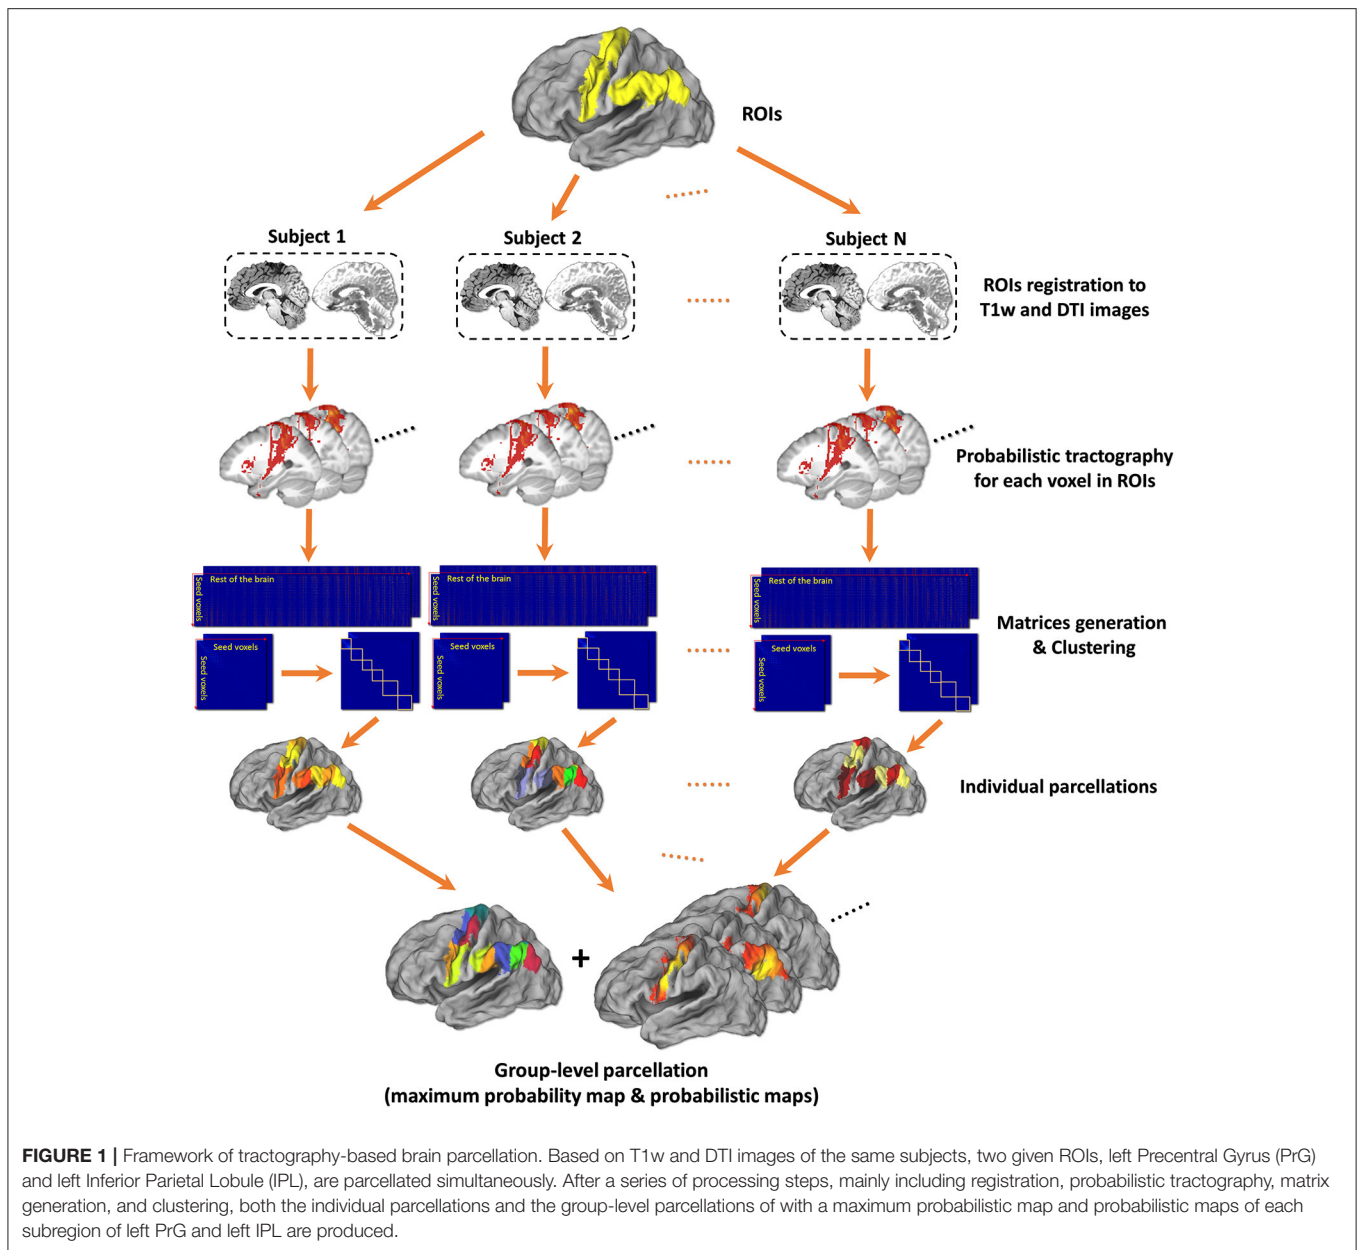 ROIs
Subject 1
Subject 2
Subject N
ROIs registration to
T1w and DTI images
Probabilistic tractography
for each voxel in ROIs
Rest of the brain
Seed voxels
Rest of the brain
Seed voxels
Rest of the brain
Seed voxels
Matrices generation
& Clustering
Seed voxels
Seed voxels
Seed voxels
Seed voxels
Seed voxels
Seed voxels
Individual parcellations
+
Group-level parcellation
(maximum probability map & probabilistic maps)
FIGURE 1 | Framework of tractography-based brain parcellation. Based on T1w and DTI images of the same subjects, two given ROIs, left Precentral Gyrus (PrG)
and left Inferior Parietal Lobule (IPL), are parcellated simultaneously. After a series of processing steps, mainly including registration, probabilistic tractography, matrix
generation, and clustering, both the individual parcellations and the group-level parcellations of with a maximum probabilistic map and probabilistic maps of each
subregion of left PrG and left IPL are produced.